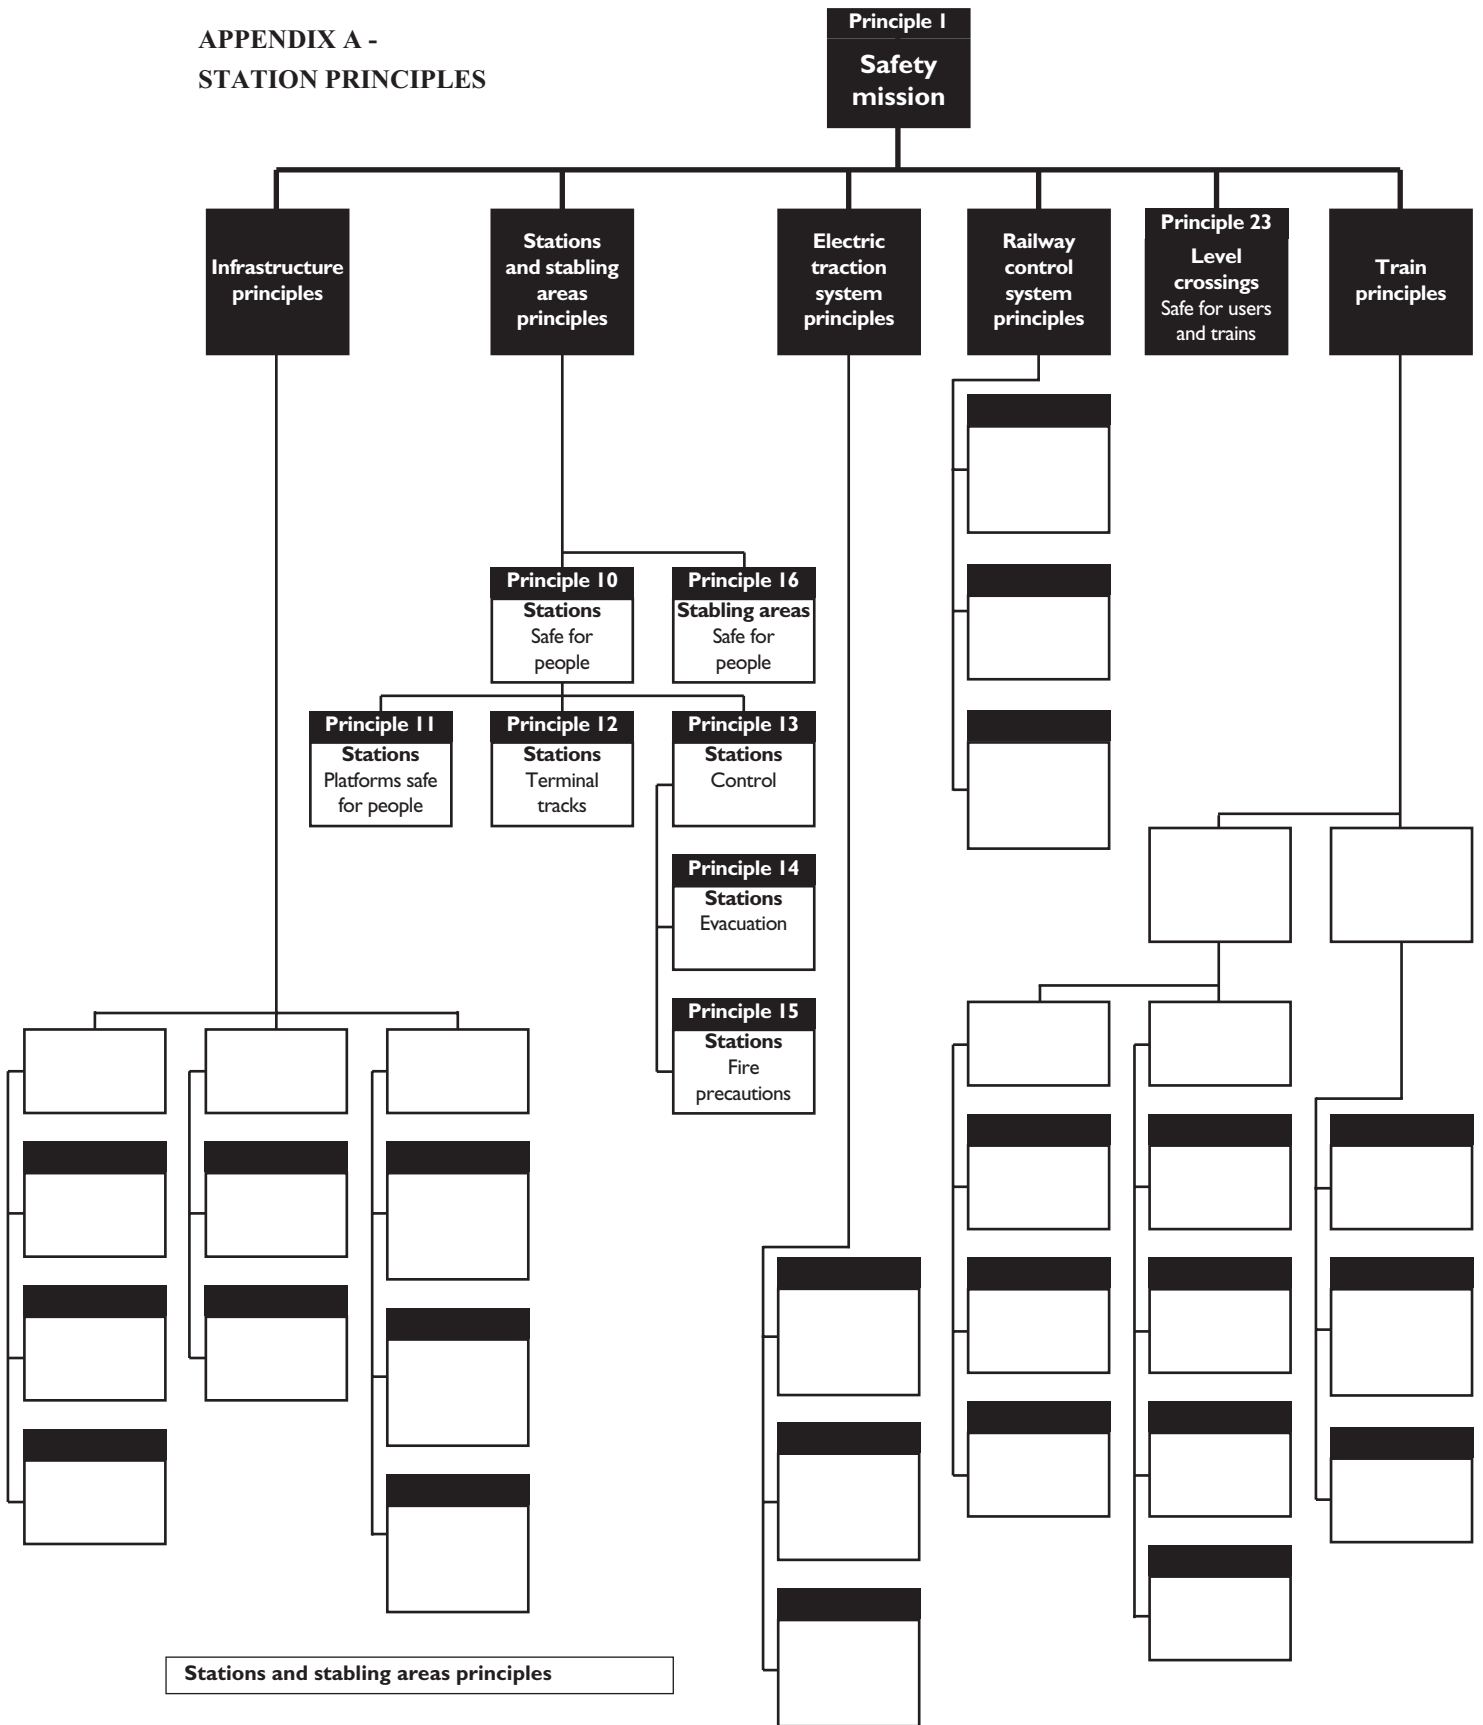 APPENDIX A -
STATION PRINCIPLES
Principle 1
Safety
mission
Infrastructure
principles
Stations
and stabling
areas
principles
Electric
traction
system
principles
Railway
control
system
principles
Principle 23
Level
crossings
Safe for users
and trains
Train
principles
Principle 10
Stations
Safe for
people
Principle 16
Stabling areas
Safe for
people
Principle 11
Stations
Platforms safe
for people
Principle 12
Stations
Terminal
tracks
Principle 13
Stations
Control
Principle 14
Stations
Evacuation
Principle 15
Stations
Fire
precautions
Stations and stabling areas principles